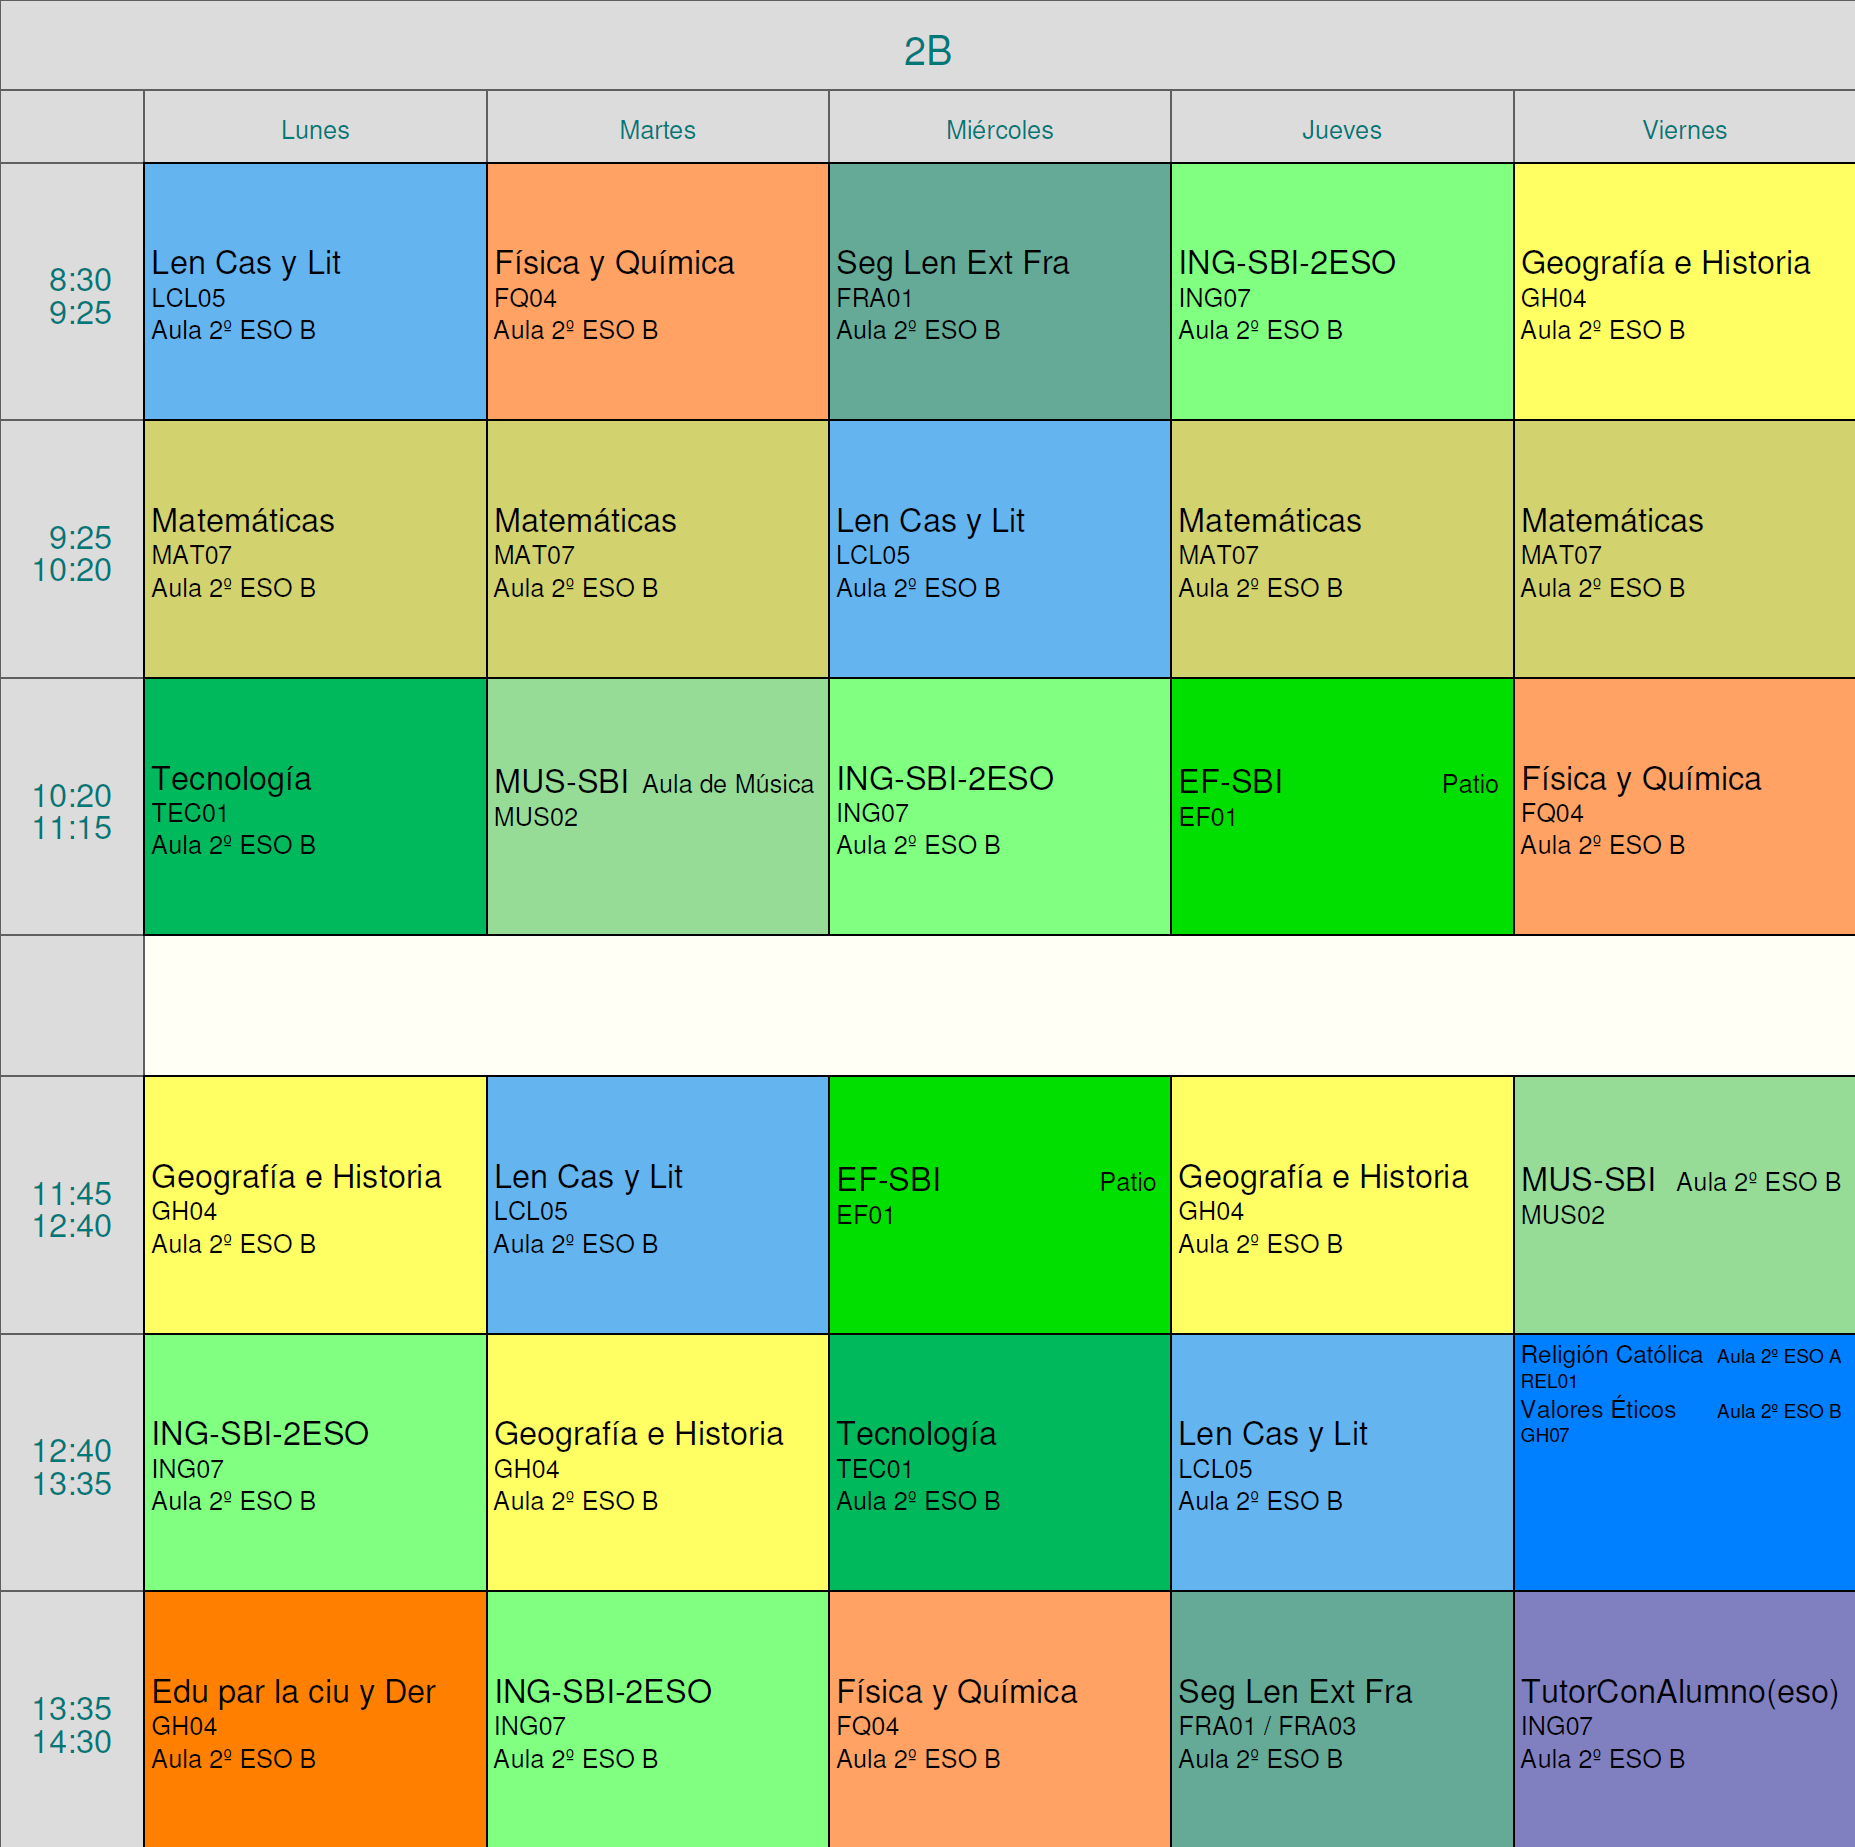 2B
Lunes Martes Miércoles Jueves Viernes
8:30
9:25
Len Cas y Lit
LCL05
Aula 2º ESO B
Física y Química
FQ04
Aula 2º ESO B
Seg Len Ext Fra
FRA01
Aula 2º ESO B
ING-SBI-2ESO
ING07
Aula 2º ESO B
Geografía e Historia
GH04
Aula 2º ESO B
9:25
10:20
Matemáticas
MAT07
Aula 2º ESO B
Matemáticas
MAT07
Aula 2º ESO B
Len Cas y Lit
LCL05
Aula 2º ESO B
Matemáticas
MAT07
Aula 2º ESO B
Matemáticas
MAT07
Aula 2º ESO B
10:20
11:15
Tecnología
TEC01
Aula 2º ESO B
MUS-SBI Aula de Música
MUS02
ING-SBI-2ESO
ING07
Aula 2º ESO B
EF-SBI Patio
EF01
Física y Química
FQ04
Aula 2º ESO B
11:45
12:40
Geografía e Historia
GH04
Aula 2º ESO B
Len Cas y Lit
LCL05
Aula 2º ESO B
EF-SBI Patio
EF01
Geografía e Historia
GH04
Aula 2º ESO B
MUS-SBI Aula 2º ESO B
MUS02
12:40
13:35
ING-SBI-2ESO
ING07
Aula 2º ESO B
Geografía e Historia
GH04
Aula 2º ESO B
Tecnología
TEC01
Aula 2º ESO B
Len Cas y Lit
LCL05
Aula 2º ESO B
Religión Católica Aula 2º ESO A
REL01
Valores Éticos Aula 2º ESO B
GH07
13:35
14:30
Edu par la ciu y Der
GH04
Aula 2º ESO B
ING-SBI-2ESO
ING07
Aula 2º ESO B
Física y Química
FQ04
Aula 2º ESO B
Seg Len Ext Fra
FRA01 / FRA03
Aula 2º ESO B
TutorConAlumno(eso)
ING07
Aula 2º ESO B